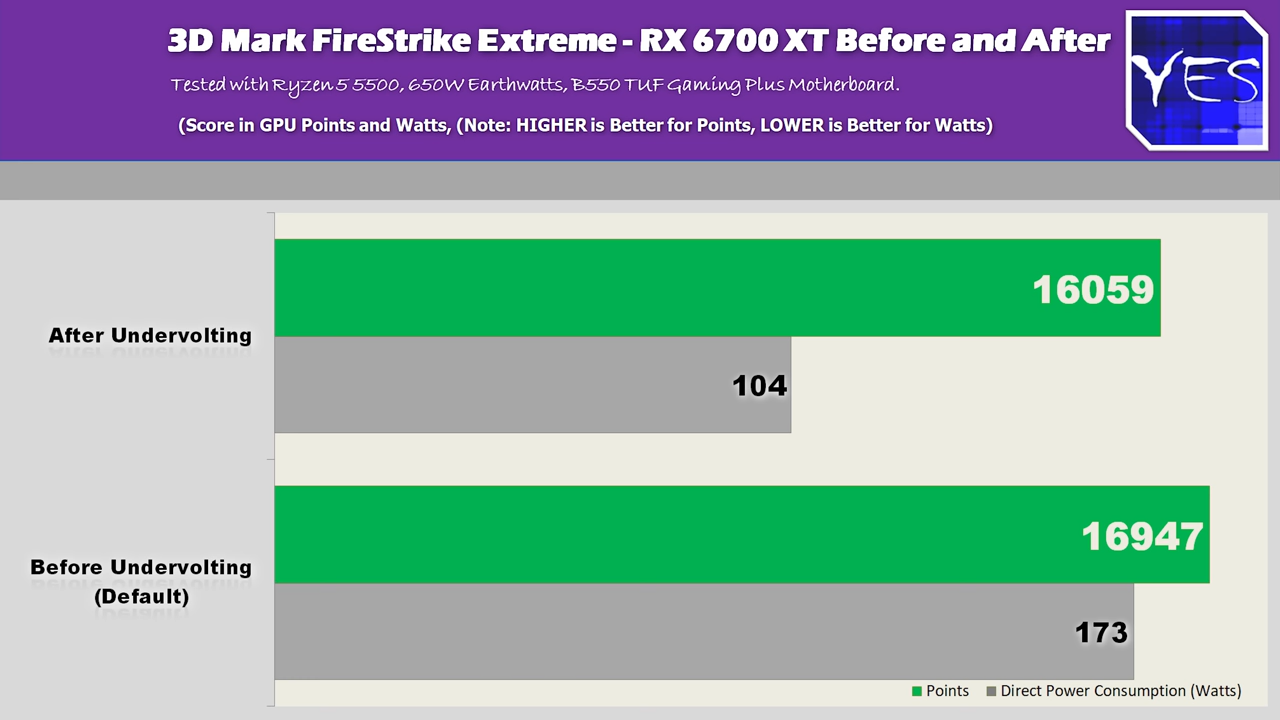 3D Mark FireStrike Extreme - RX 6700 XT Before and After
Tested with Ryzen 5 5500, 650W Earthwatts, B550 TUF Gaming Plus Motherboard.
(Score in GPU Points and Watts, (Note: HIGHER is Better for Points, LOWER is Better for Watts)
YES
After Undervolting
16059
104
Before Undervolting
(Default)
16947
173
Points
Direct Power Consumption (Watts)